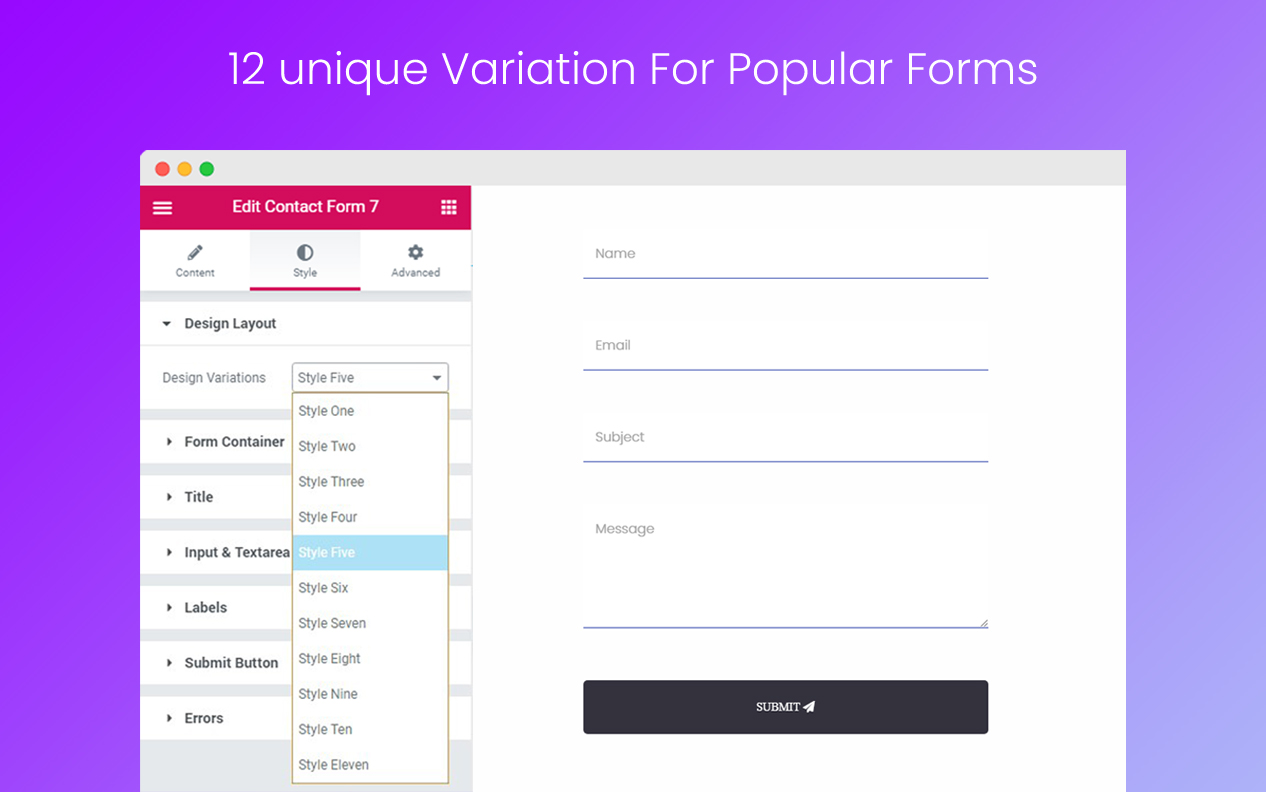 12 unique Variation For Popular Forms
Edit Contact Form 7
Content
Style
Advanced
Design Layout
Design Variations
Style Five
Style One
Style Two
Style Three
Style Four
Style Five
Style Six
Style Seven
Style Eight
Style Nine
Style Ten
Style Eleven
Form Container
Title
Input & Textarea
Labels
Submit Button
Errors
Name
Email
Subject
Message
SUBMIT